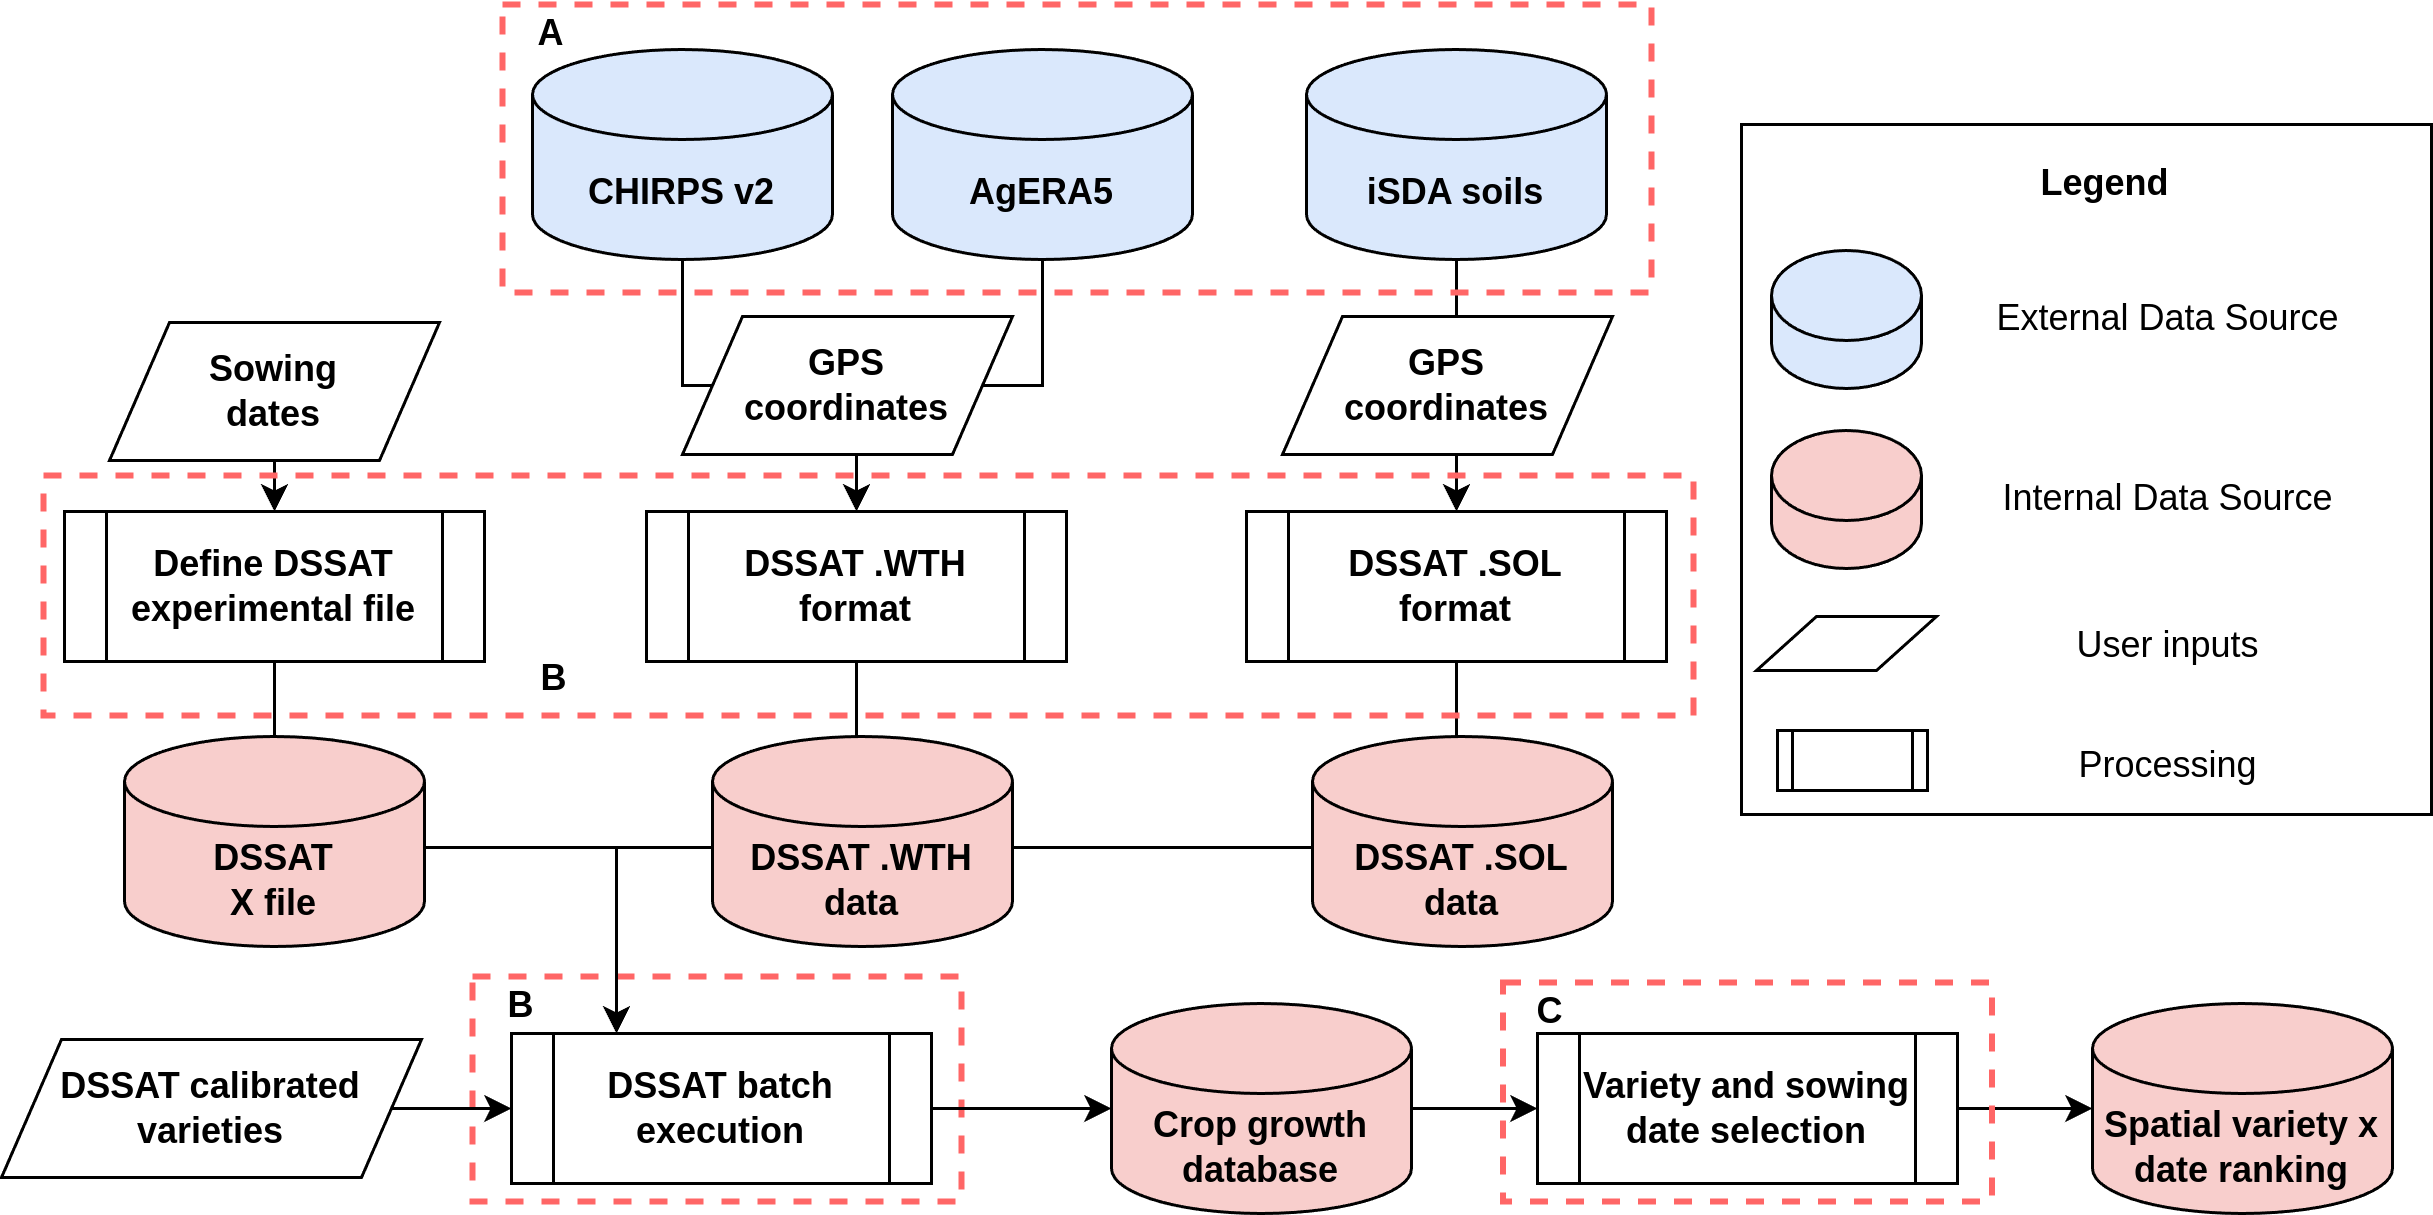 A
CHIRPS v2
AgERA5
iSDA soils
Legend
External Data Source
Internal Data Source
User inputs
Processing
Sowing
dates
GPS
coordinates
GPS
coordinates
Define DSSAT
experimental file
DSSAT .WTH
format
DSSAT .SOL
format
B
DSSAT
X file
DSSAT .WTH
data
DSSAT .SOL
data
DSSAT calibrated
varieties
B
DSSAT batch
execution
Crop growth
database
C
Variety and sowing
date selection
Spatial variety x
date ranking